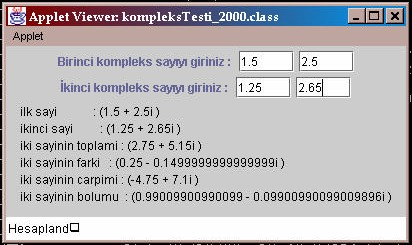 Applet Viewer: kompleksTesti_2000.class
Applet
Birinci kompleks sayıyı giriniz : 1.5 2.5
İkinci kompleks sayıyı giriniz : 1.25 2.65
ilk sayi : (1.5 + 2.5i )
ikinci sayi : (1.25 + 2.65i )
iki sayinin toplami : (2.75 + 5.15i )
iki sayinin farki : (0.25 - 0.1499999999999999i )
iki sayinin carpimi : (-4.75 + 7.1i )
iki sayinin bolumu : (0.99009900990099 - 0.09900990099009896i )
Hesapland□